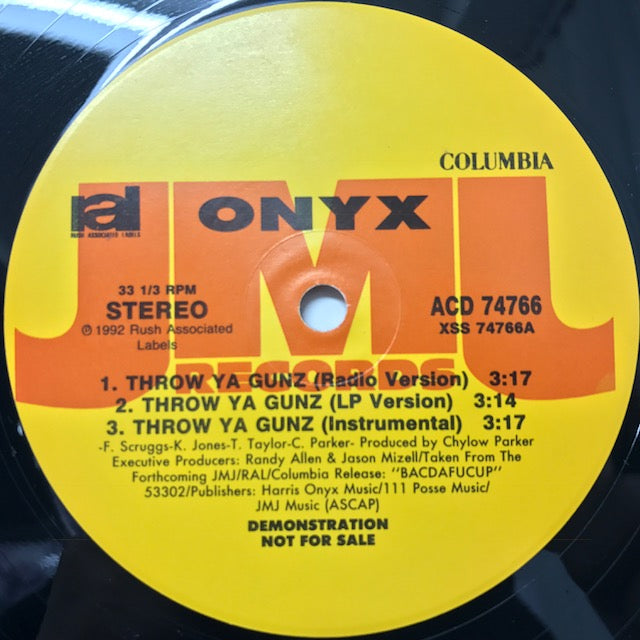 COLUMBIA
ral ONYX
RUSH ASSOCIATED LABELS
JMJ
RECORDS
33 1/3 RPM
STEREO
℗ 1992 Rush Associated
Labels
ACD 74766
XSS 74766A
1. THROW YA GUNZ (Radio Version) 3:17
2. THROW YA GUNZ (LP Version) 3:14
3. THROW YA GUNZ (Instrumental) 3:17
-F. Scruggs-K. Jones-T. Taylor-C. Parker- Produced by Chylow Parker
Executive Producers: Randy Allen & Jason Mizell/Taken From The
Forthcoming JMJ/RAL/Columbia Release: "BACDAFUCUP"
53302/Publishers: Harris Onyx Music/111 Posse Music/
JMJ Music (ASCAP)
DEMONSTRATION
NOT FOR SALE